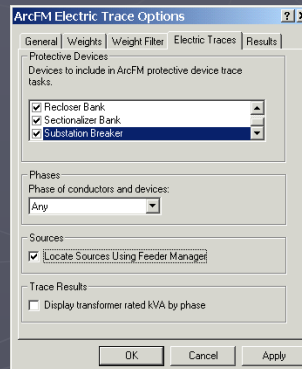 ArcFM Electric Trace Options
General Weights Weight Filter Electric Traces Results
Protective Devices
Devices to include in ArcFM protective device trace
tasks.
Recloser Bank
Sectionalizer Bank
Substation Breaker
Phases
Phase of conductors and devices:
Any
Sources
Locate Sources Using Feeder Manager
Trace Results
Display transformer rated kVA by phase
OK Cancel Apply